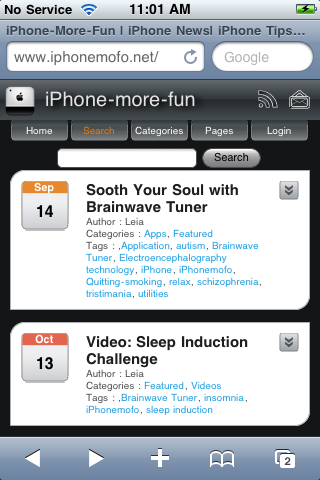 No Service 11:01 AM
iPhone-More-Fun | iPhone News| iPhone Tips...
www.iphonemofo.net/ Google
iPhone-more-fun
Home Search Categories Pages Login
Search
Sep
14
Sooth Your Soul with
Brainwave Tuner
Author : Leia
Categories : Apps, Featured
Tags : ,Application, autism, Brainwave
Tuner, Electroencephalography
technology, iPhone, iPhonemofo,
Quitting-smoking, relax, schizophrenia,
tristimania, utilities
Oct
13
Video: Sleep Induction
Challenge
Author : Leia
Categories : Featured, Videos
Tags : ,Brainwave Tuner, insomnia,
iPhonemofo, sleep induction
2